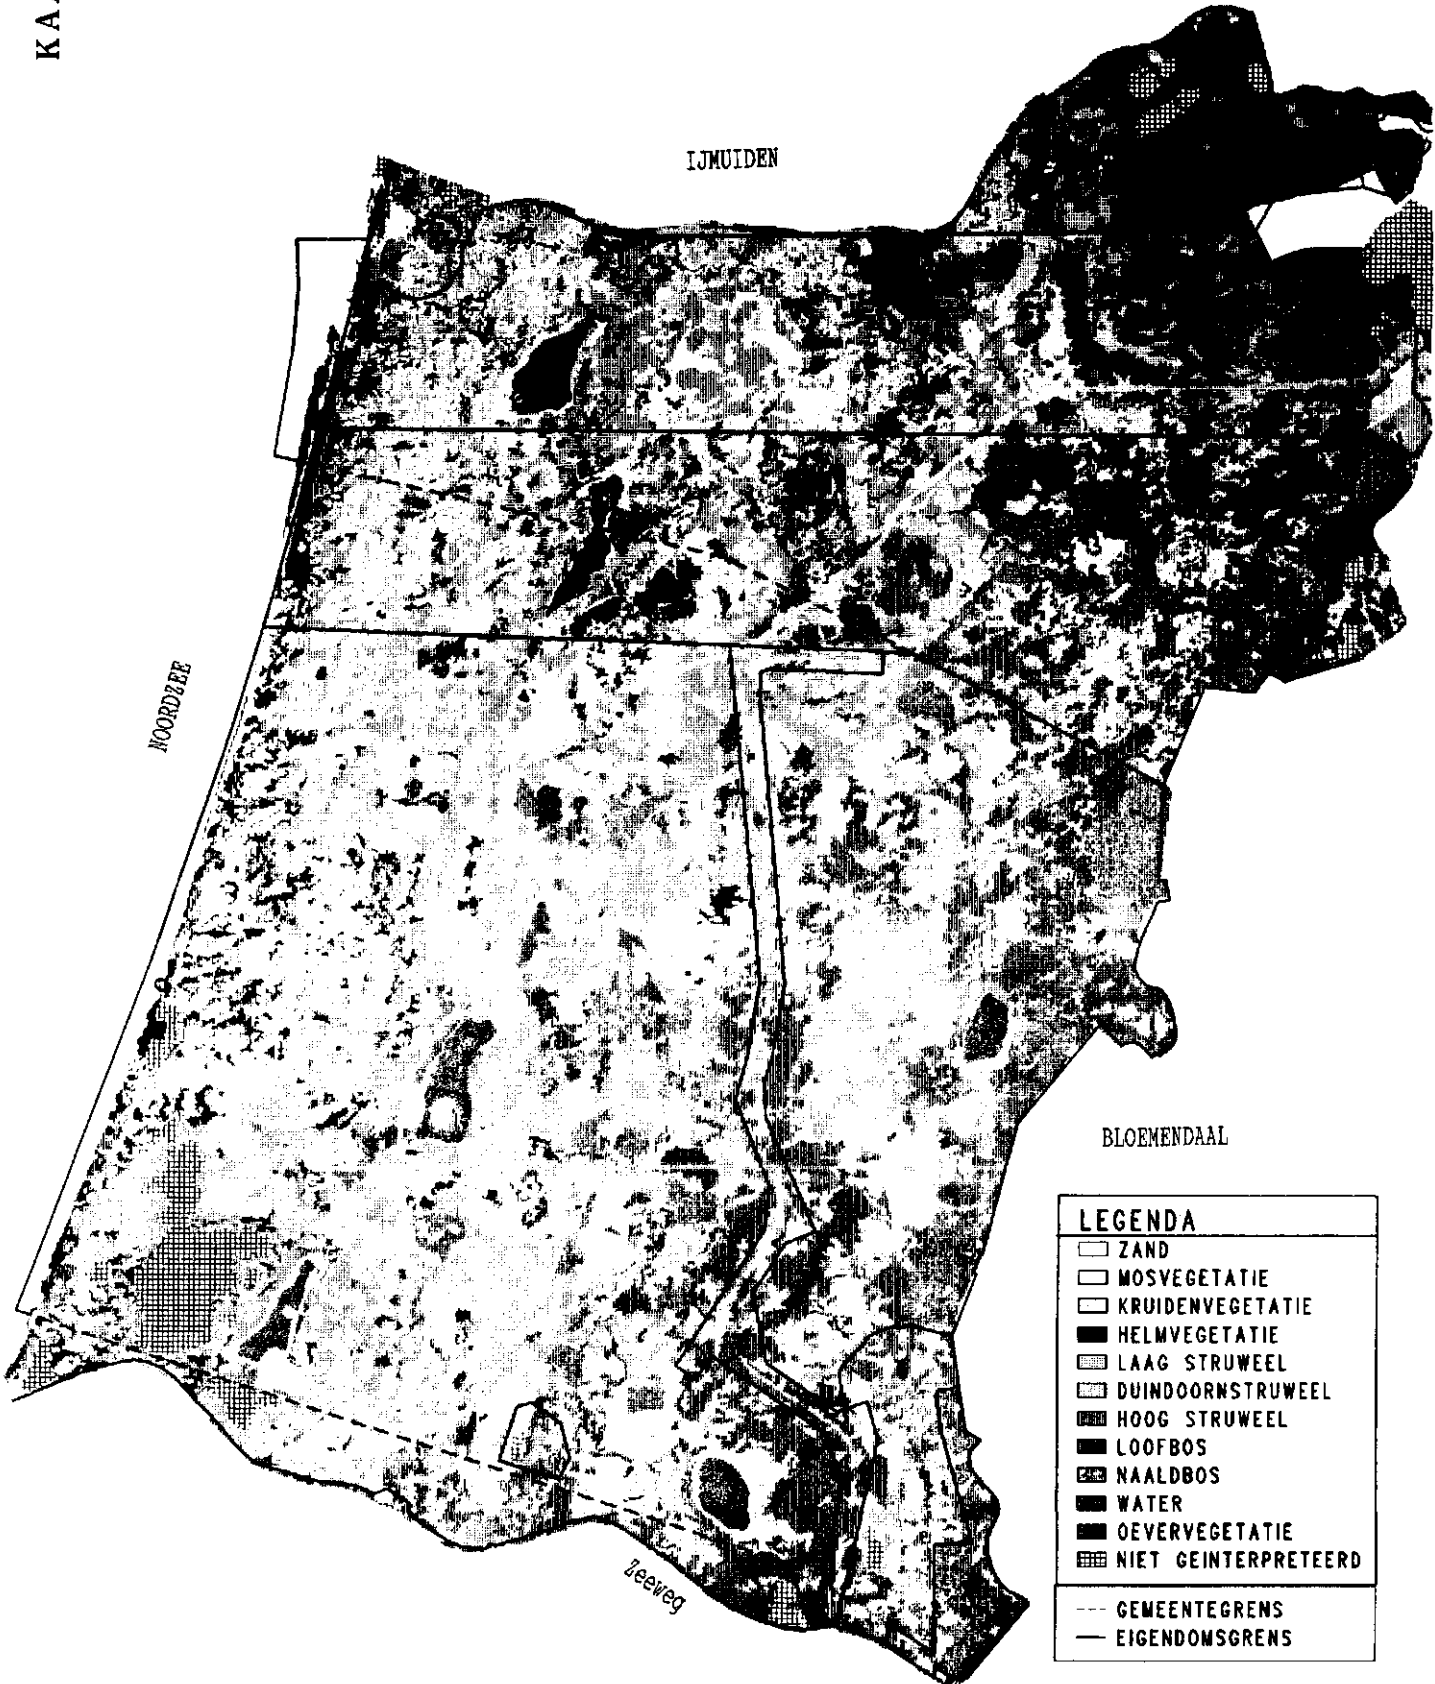 IJMUIDEN
NOORDZEE
BLOEMENDAAL
Zeeweg
LEGENDA
ZAND
MOSVEGETATIE
KRUIDENVEGETATIE
HELMVEGETATIE
LAAG STRUWEEL
DUINDOORNSTRUWEEL
HOOG STRUWEEL
LOOFBOS
NAALDBOS
WATER
OEVERVEGETATIE
NIET GEINTERPRETEERD
GEMEENTEGRENS
EIGENDOMSGRENS